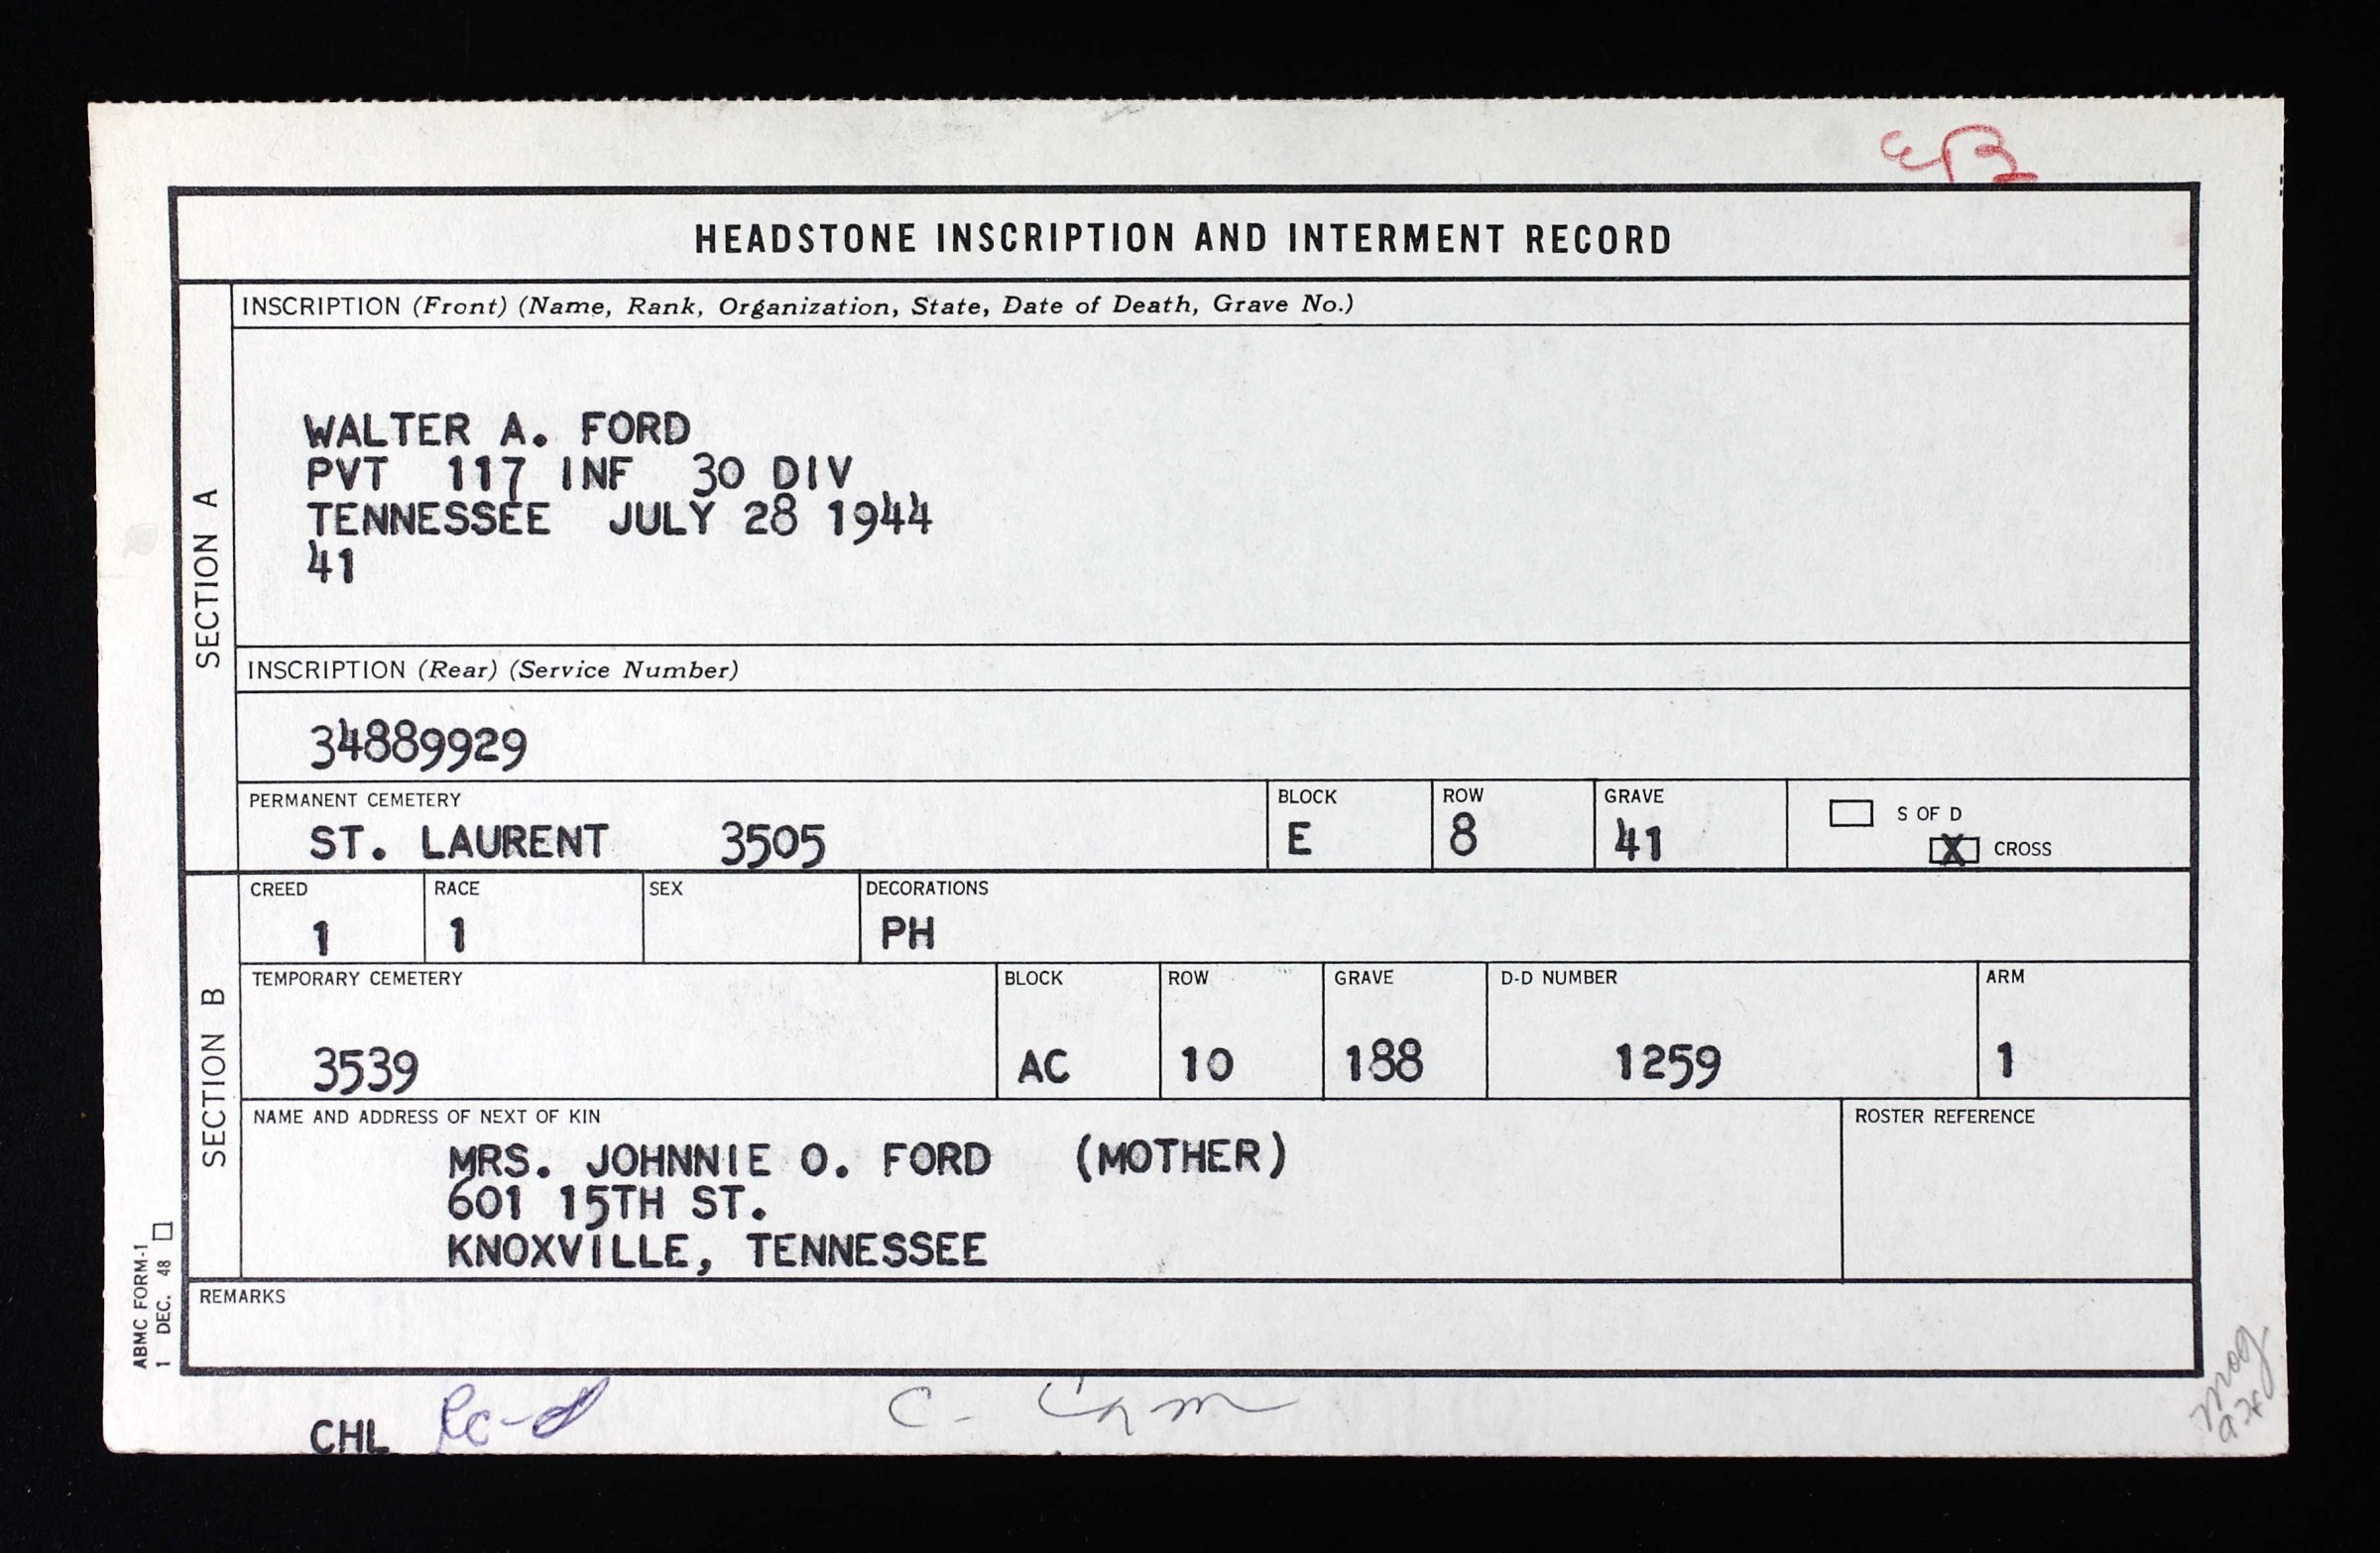 EB
HEADSTONE INSCRIPTION AND INTERMENT RECORD
SECTION A
INSCRIPTION (Front) (Name, Rank, Organization, State, Date of Death, Grave No.)
WALTER A. FORD
PVT 117 INF 30 DIV
TENNESSEE JULY 28 1944
41
INSCRIPTION (Rear) (Service Number)
34889929
PERMANENT CEMETERY BLOCK ROW GRAVE S OF D
ST. LAURENT 3505 E 8 41 X CROSS
SECTION B
CREED RACE SEX DECORATIONS
1 1 PH
TEMPORARY CEMETERY BLOCK ROW GRAVE D-D NUMBER ARM
3539 AC 10 188 1259 1
NAME AND ADDRESS OF NEXT OF KIN ROSTER REFERENCE
MRS. JOHNNIE O. FORD (MOTHER)
601 15TH ST.
KNOXVILLE, TENNESSEE
REMARKS
ABMC FORM-1
1 DEC. 48
CHL